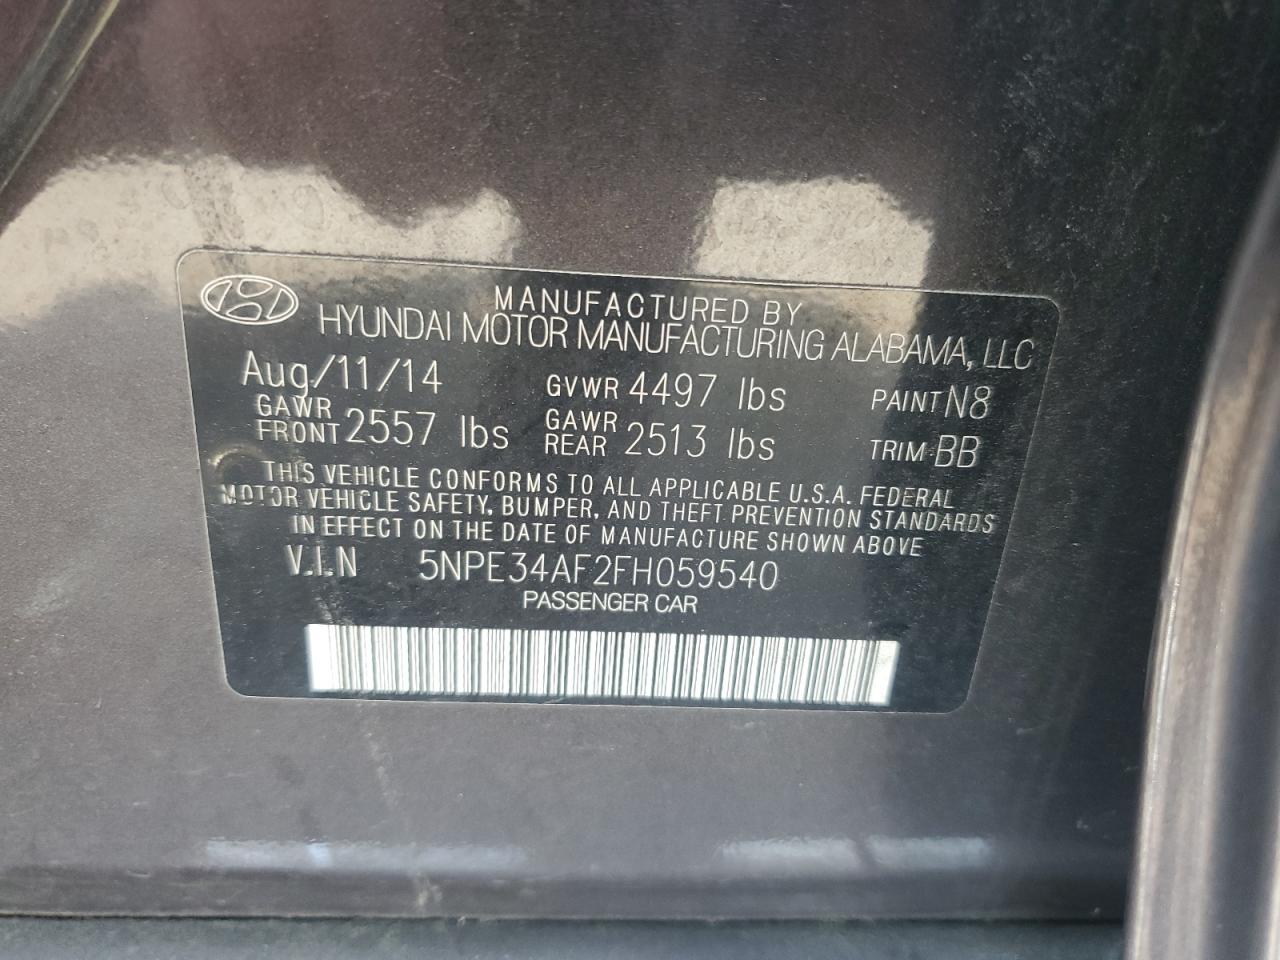 MANUFACTURED BY
HYUNDAI MOTOR MANUFACTURING ALABAMA, LLC
Aug/11/14 GVWR 4497 lbs PAINT N8
GAWR FRONT 2557 lbs GAWR REAR 2513 lbs TRIM:BB
THIS VEHICLE CONFORMS TO ALL APPLICABLE U.S.A. FEDERAL
MOTOR VEHICLE SAFETY, BUMPER, AND THEFT PREVENTION STANDARDS
IN EFFECT ON THE DATE OF MANUFACTURE SHOWN ABOVE
V.I.N 5NPE34AF2FH059540
PASSENGER CAR